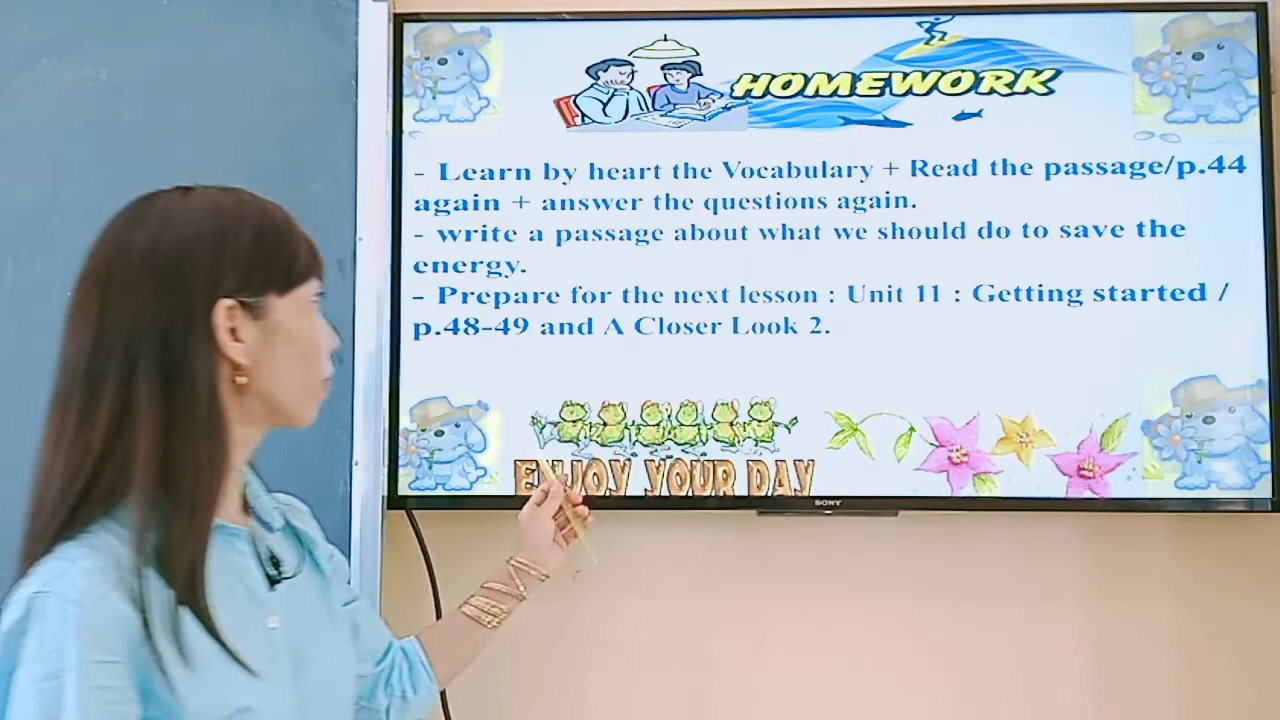 HOMEWORK
- Learn by heart the Vocabulary + Read the passage/p.44
again + answer the questions again.
- write a passage about what we should do to save the
energy.
- Prepare for the next lesson : Unit 11 : Getting started /
p.48-49 and A Closer Look 2.
ENJOY YOUR DAY
SONY